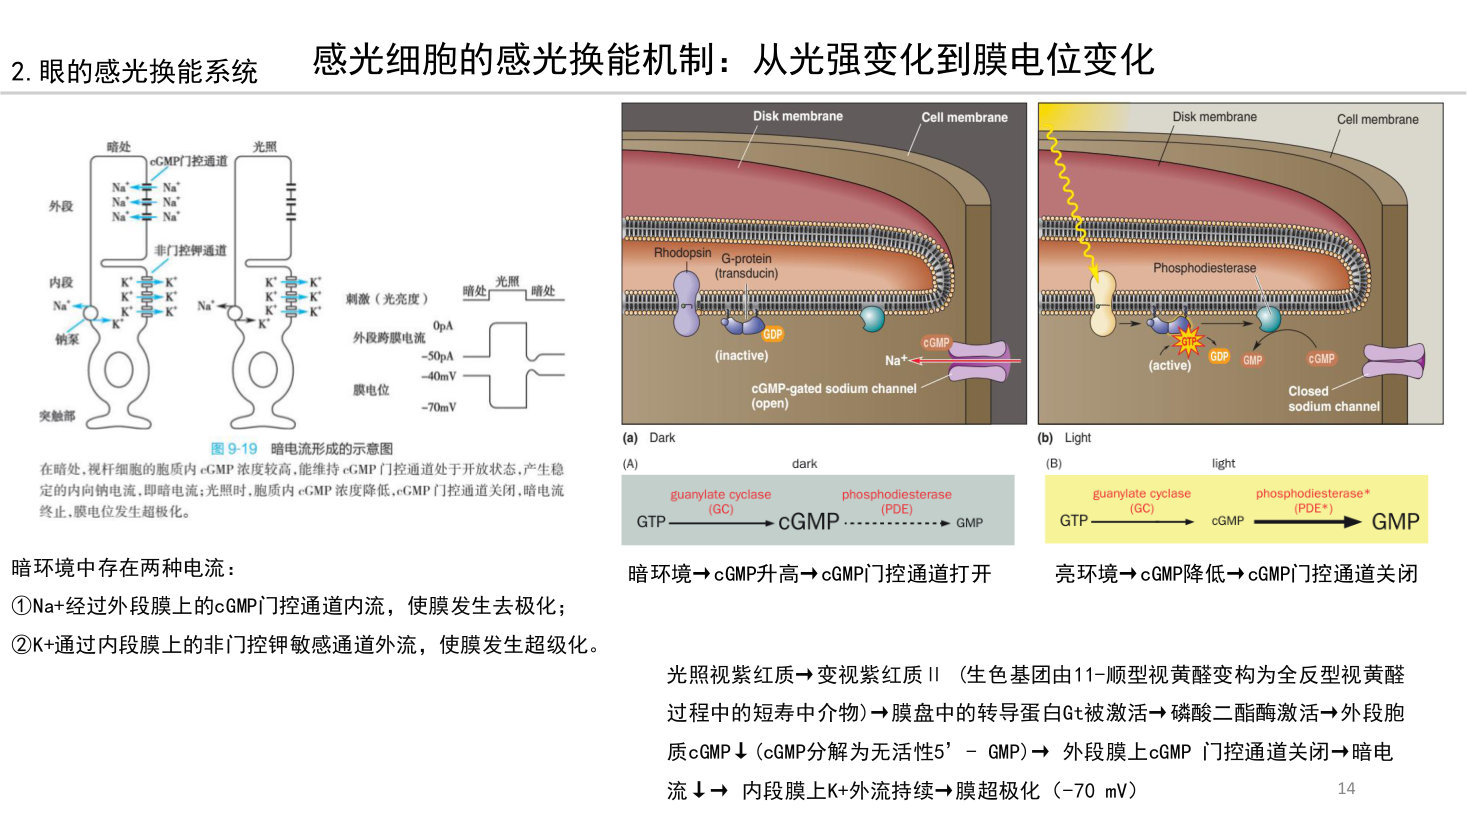 2.眼的感光换能系统
感光细胞的感光换能机制：从光强变化到膜电位变化
暗处
光照
cGMP门控通道
Na⁺ Na⁺
Na⁺ Na⁺
Na⁺ Na⁺
外段
非门控钾通道
内段
K⁺ K⁺
K⁺ K⁺
K⁺ K⁺
Na⁺
K⁺
钠泵
突触部
K⁺ K⁺
K⁺ K⁺
K⁺ K⁺
Na⁺
K⁺
刺激（光亮度）
暗处
光照
暗处
外段跨膜电流
0pA
-50pA
-40mV
膜电位
-70mV
图 9-19 暗电流形成的示意图
在暗处,视杆细胞的胞质内 cGMP 浓度较高,能维持 cGMP 门控通道处于开放状态,产生稳
定的内向钠电流,即暗电流;光照时,胞质内 cGMP 浓度降低,cGMP 门控通道关闭,暗电流
终止,膜电位发生超极化。
Disk membrane
Cell membrane
Rhodopsin
G-protein
(transducin)
GDP
(inactive)
cGMP
Na+
cGMP-gated sodium channel
(open)
(a) Dark
Disk membrane
Cell membrane
Phosphodiesterase
GTP
GDP
GMP
cGMP
(active)
Closed
sodium channel
(b) Light
(A) dark
guanylate cyclase
(GC)
phosphodiesterase
(PDE)
GTP cGMP GMP
(B) light
guanylate cyclase
(GC)
phosphodiesterase*
(PDE*)
GTP cGMP GMP
暗环境→cGMP升高→cGMP门控通道打开
亮环境→cGMP降低→cGMP门控通道关闭
暗环境中存在两种电流：
①Na+经过外段膜上的cGMP门控通道内流，使膜发生去极化；
②K+通过内段膜上的非门控钾敏感通道外流，使膜发生超级化。
光照视紫红质→变视紫红质Ⅱ（生色基团由11-顺型视黄醛变构为全反型视黄醛
过程中的短寿中介物)→膜盘中的转导蛋白Gt被激活→磷酸二酯酶激活→外段胞
质cGMP↓(cGMP分解为无活性5’- GMP)→ 外段膜上cGMP 门控通道关闭→暗电
流↓→ 内段膜上K+外流持续→膜超极化（-70 mV）
14